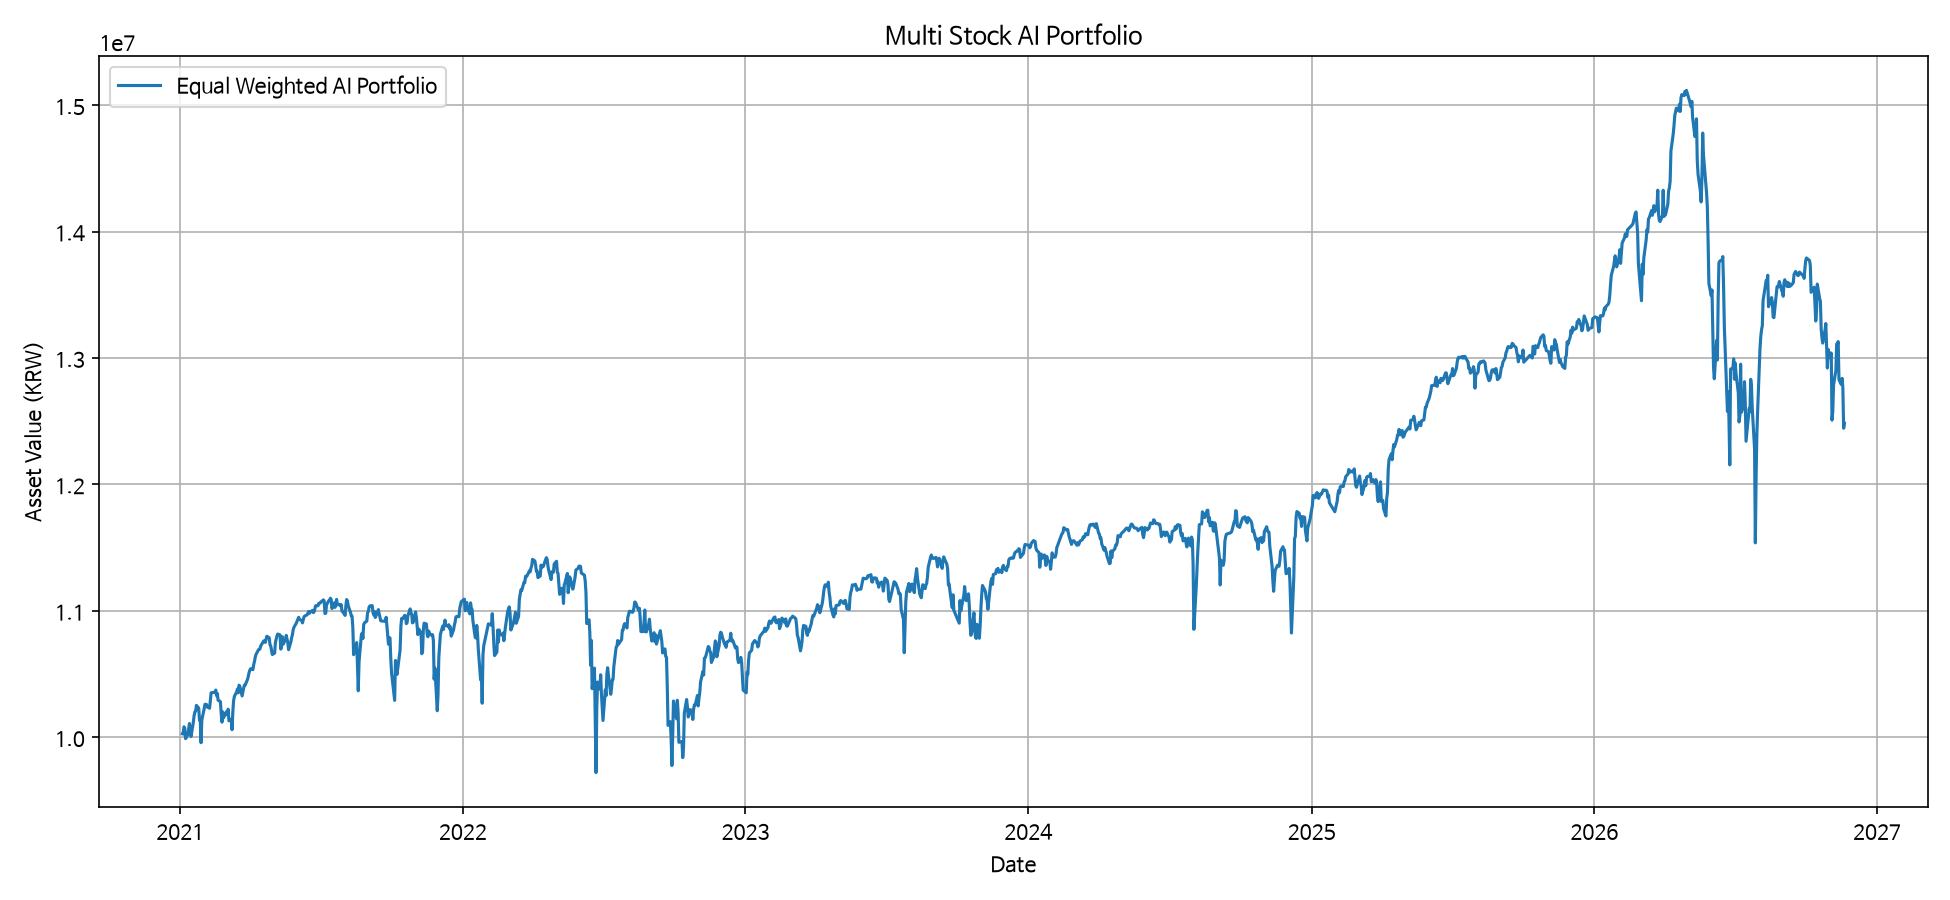 Multi Stock AI Portfolio
1e7
Equal Weighted AI Portfolio
1.5
1.4
1.3
1.2
1.1
1.0
Asset Value (KRW)
2021 2022 2023 2024 2025 2026 2027
Date